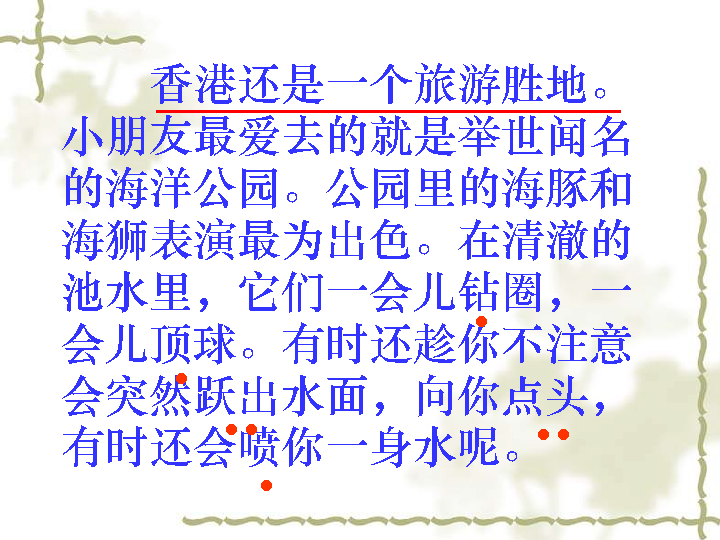 香港还是一个旅游胜地。
小朋友最爱去的就是举世闻名
的海洋公园。公园里的海豚和
海狮表演最为出色。在清澈的
池水里，它们一会儿钻圈，一
会儿顶球。有时还趁你不注意
会突然跃出水面，向你点头，
有时还会喷你一身水呢。